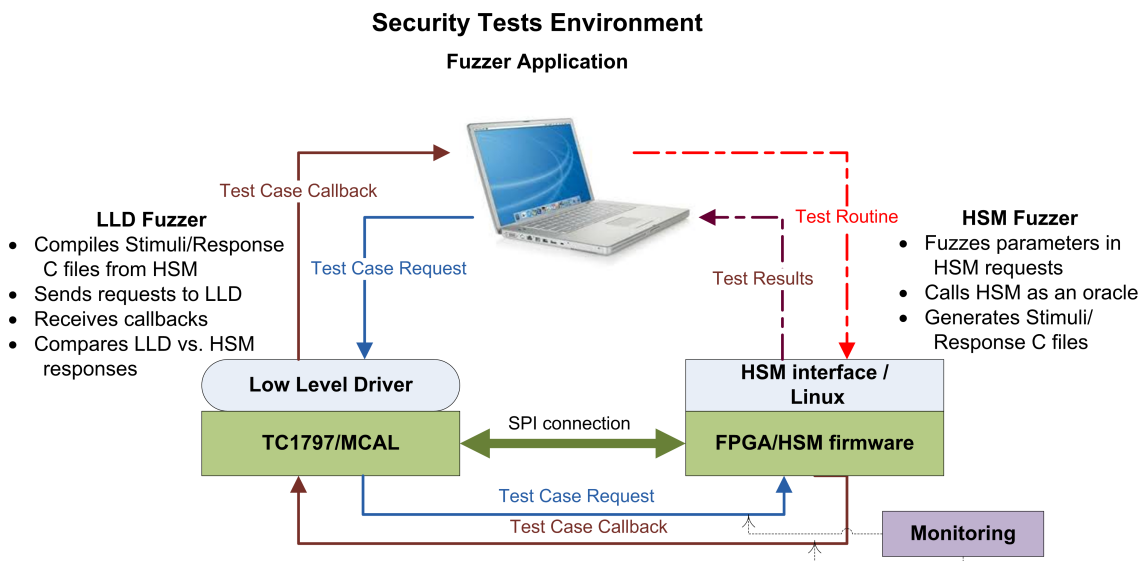 Security Tests Environment
Fuzzer Application
Test Case Callback
Test Case Request
Test Routine
Test Results
LLD Fuzzer
• Compiles Stimuli/Response
C files from HSM
• Sends requests to LLD
• Receives callbacks
• Compares LLD vs. HSM
responses
HSM Fuzzer
• Fuzzes parameters in
HSM requests
• Calls HSM as an oracle
• Generates Stimuli/
Response C files
Low Level Driver
TC1797/MCAL
SPI connection
HSM interface /
Linux
FPGA/HSM firmware
Test Case Request
Test Case Callback
Monitoring